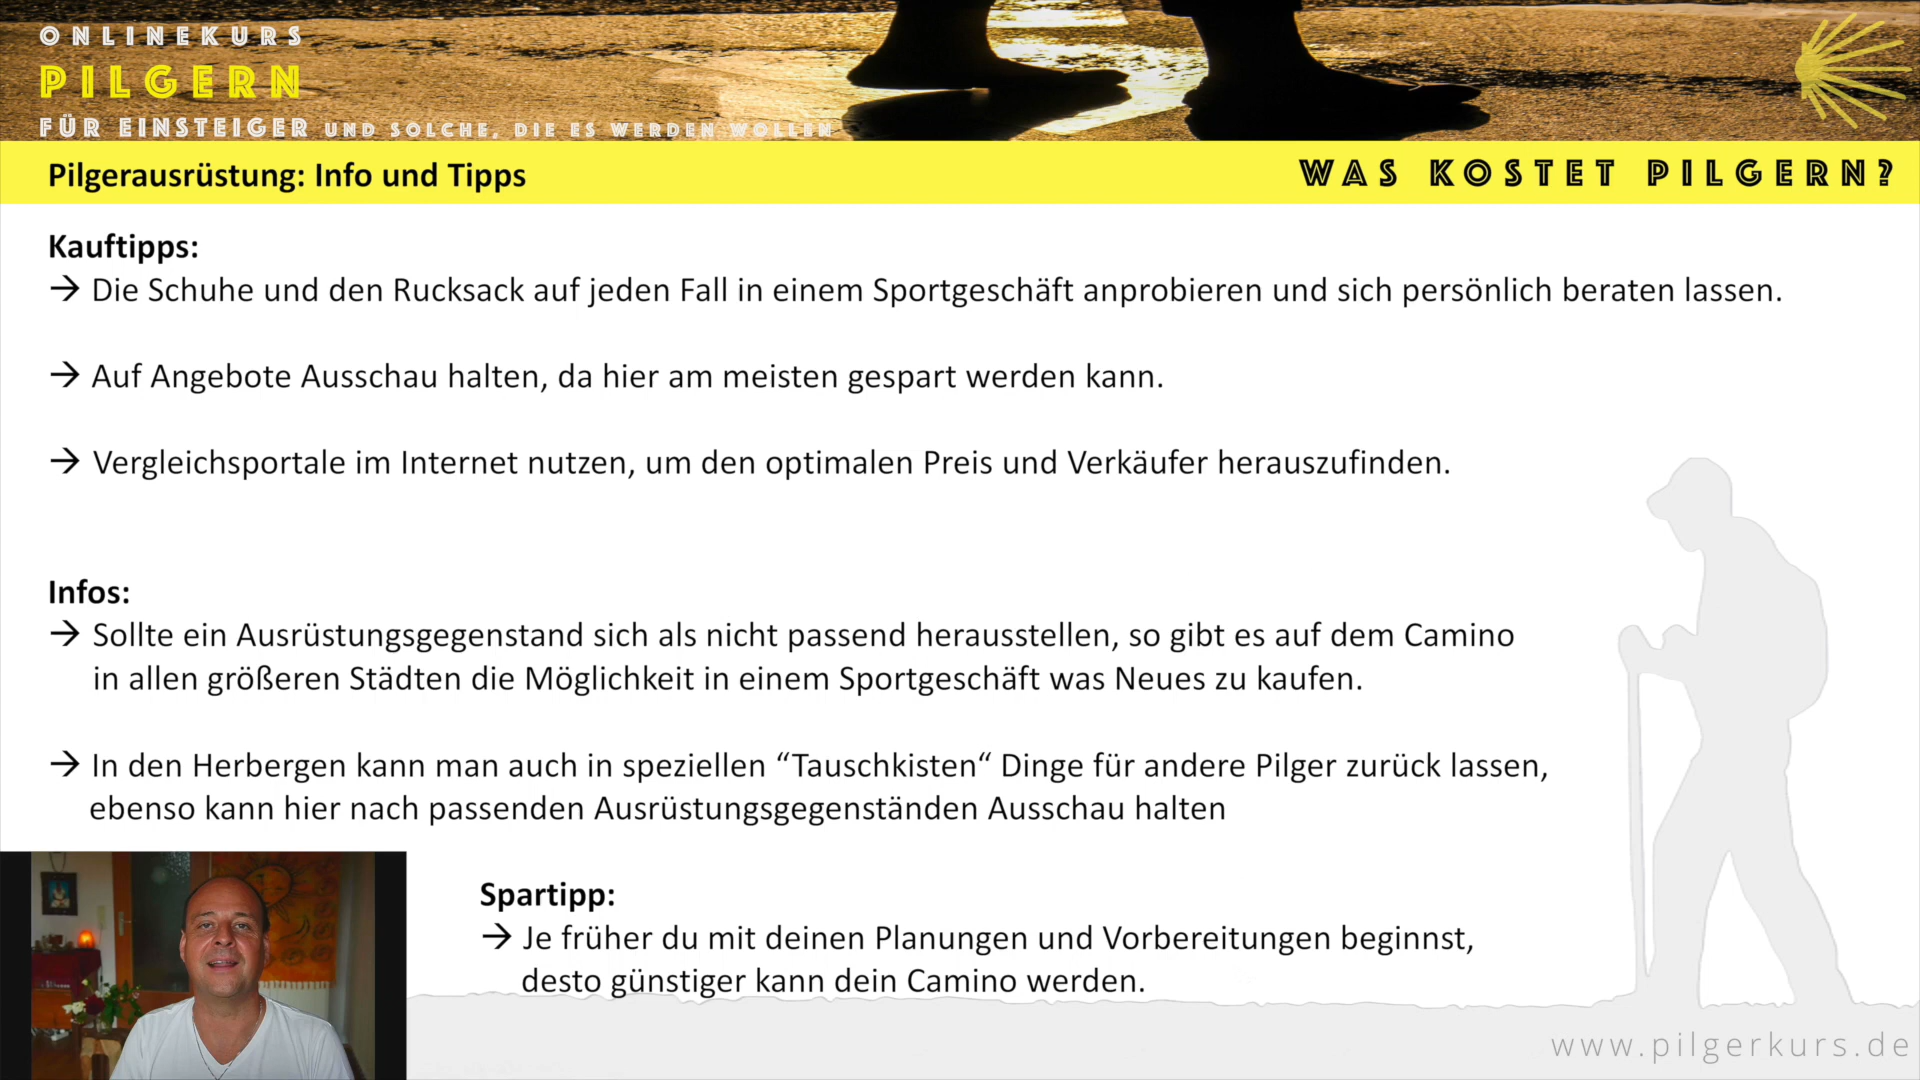 ONLINEKURS
PILGERN
FÜR EINSTEIGER UND SOLCHE, DIE ES WERDEN WOLLEN
Pilgerausrüstung: Info und Tipps
WAS KOSTET PILGERN?
Kauftipps:
→ Die Schuhe und den Rucksack auf jeden Fall in einem Sportgeschäft anprobieren und sich persönlich beraten lassen.
→ Auf Angebote Ausschau halten, da hier am meisten gespart werden kann.
→ Vergleichsportale im Internet nutzen, um den optimalen Preis und Verkäufer herauszufinden.
Infos:
→ Sollte ein Ausrüstungsgegenstand sich als nicht passend herausstellen, so gibt es auf dem Camino
in allen größeren Städten die Möglichkeit in einem Sportgeschäft was Neues zu kaufen.
→ In den Herbergen kann man auch in speziellen “Tauschkisten“ Dinge für andere Pilger zurück lassen,
ebenso kann hier nach passenden Ausrüstungsgegenständen Ausschau halten
Spartipp:
→ Je früher du mit deinen Planungen und Vorbereitungen beginnst,
desto günstiger kann dein Camino werden.
www.pilgerkurs.de